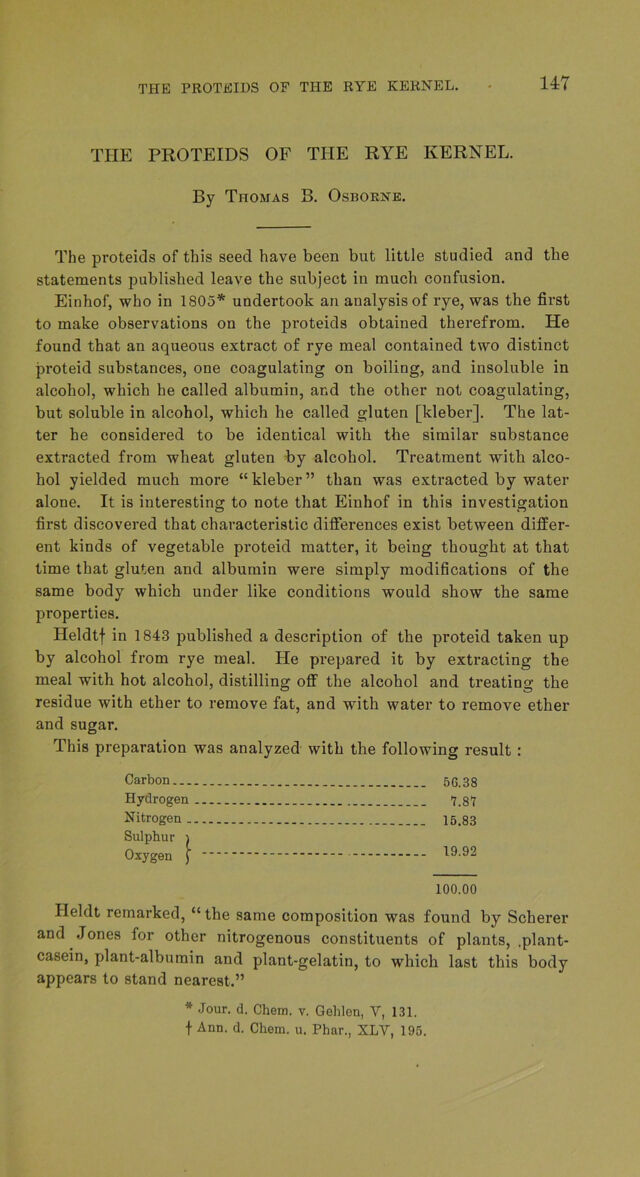 THE PROTEIDS OF THE RYE KERNEL. 147
THE PROTEIDS OF THE RYE KERNEL.
By Thomas B. Osborne.
The proteids of this seed have been but little studied and the
statements published leave the subject in much confusion.
Einhof, who in 1805* undertook an analysis of rye, was the first
to make observations on the proteids obtained therefrom. He
found that an aqueous extract of rye meal contained two distinct
proteid substances, one coagulating on boiling, and insoluble in
alcohol, which he called albumin, and the other not coagulating,
but soluble in alcohol, which he called gluten [kleber]. The lat-
ter he considered to be identical with the similar substance
extracted from wheat gluten by alcohol. Treatment with alco-
hol yielded much more “kleber” than was extracted by water
alone. It is interesting to note that Einhof in this investigation
first discovered that characteristic differences exist between differ-
ent kinds of vegetable proteid matter, it being thought at that
time that gluten and albumin were simply modifications of the
same body which under like conditions would show the same
properties.
Heldt† in 1843 published a description of the proteid taken up
by alcohol from rye meal. He prepared it by extracting the
meal with hot alcohol, distilling off the alcohol and treating the
residue with ether to remove fat, and with water to remove ether
and sugar.
This preparation was analyzed with the following result :
Carbon 56.38
Hydrogen 7.87
Nitrogen 15.83
Sulphur }
Oxygen } 19.92
100.00
Heldt remarked, “the same composition was found by Scherer
and Jones for other nitrogenous constituents of plants, .plant-
casein, plant-albumin and plant-gelatin, to which last this body
appears to stand nearest.”
* Jour. d. Chem. v. Gehlen, V, 131.
† Ann. d. Chem. u. Phar., XLV, 195.